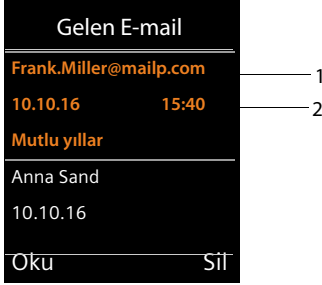 Gelen E-mail
Frank.Miller@mailp.com 1
10.10.16 15:40 2
Mutlu yıllar
Anna Sand
10.10.16
Oku Sil